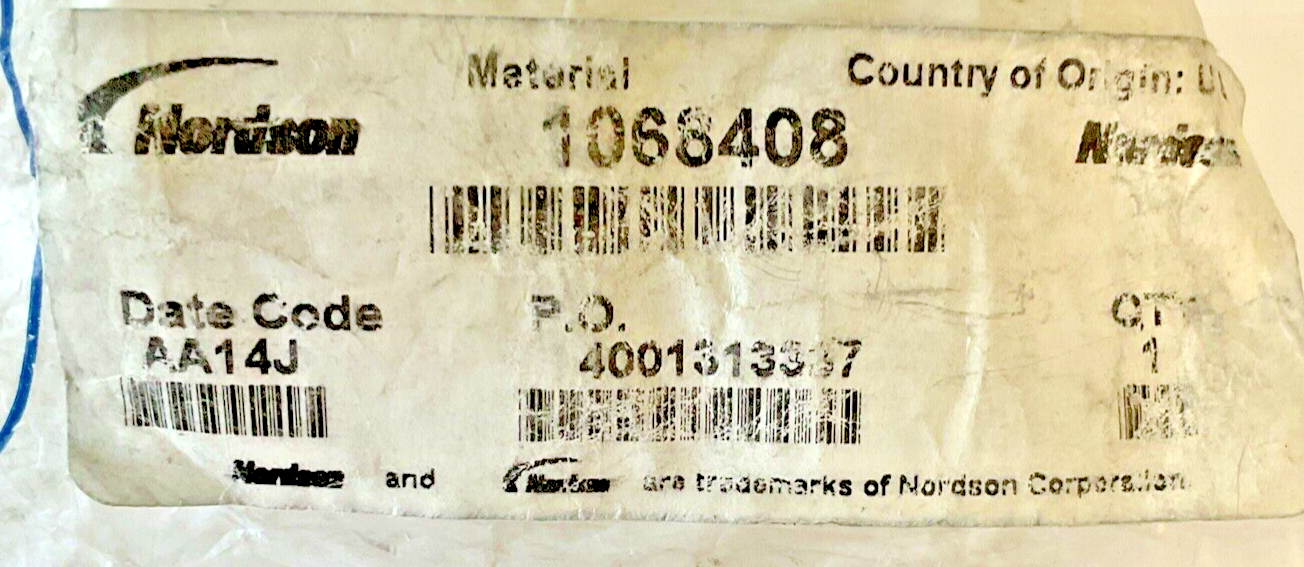 Nordson
Material
1068408
Country of Origin:
Nordson
Date Code
AA14J
P.O.
QTY
1
Nordson and Nordson are trademarks of Nordson Corporation